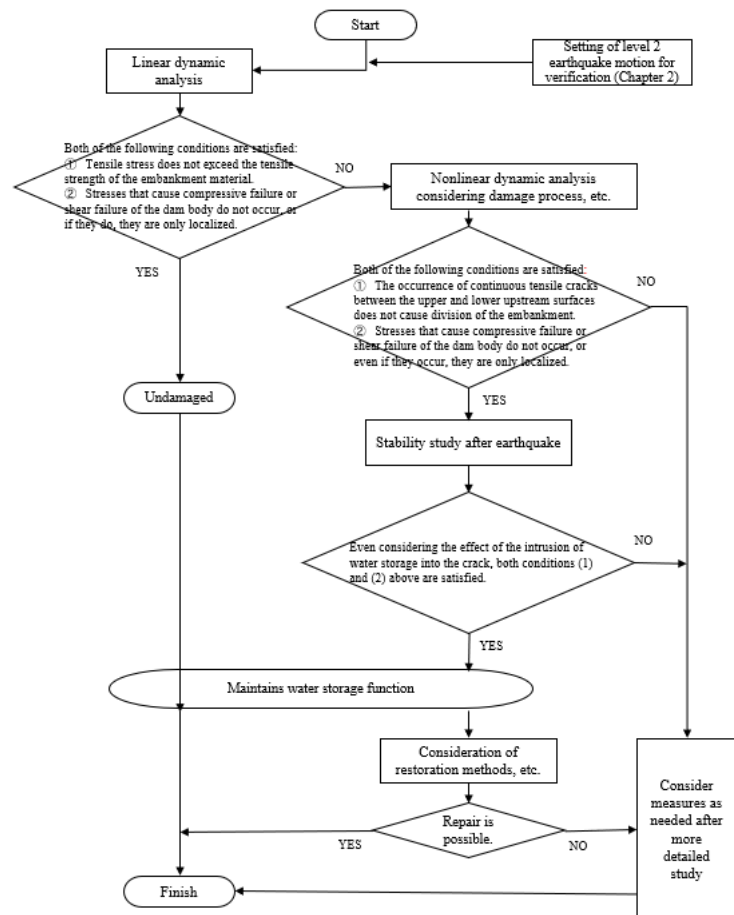 Start
Setting of level 2
earthquake motion for
verification (Chapter 2)
Linear dynamic
analysis
Both of the following conditions are satisfied:
① Tensile stress does not exceed the tensile
strength of the embankment material.
② Stresses that cause compressive failure or
shear failure of the dam body do not occur, or
if they do, they are only localized.
NO
YES
Nonlinear dynamic analysis
considering damage process, etc.
Both of the following conditions are satisfied:
① The occurrence of continuous tensile cracks
between the upper and lower upstream surfaces
does not cause division of the embankment.
② Stresses that cause compressive failure or
shear failure of the dam body do not occur, or
even if they occur, they are only localized.
NO
YES
Undamaged
Stability study after earthquake
Even considering the effect of the intrusion of
water storage into the crack, both conditions (1)
and (2) above are satisfied.
NO
YES
Maintains water storage function
Consideration of
restoration methods, etc.
Repair is
possible.
YES
NO
Consider
measures as
needed after
more
detailed
study
Finish